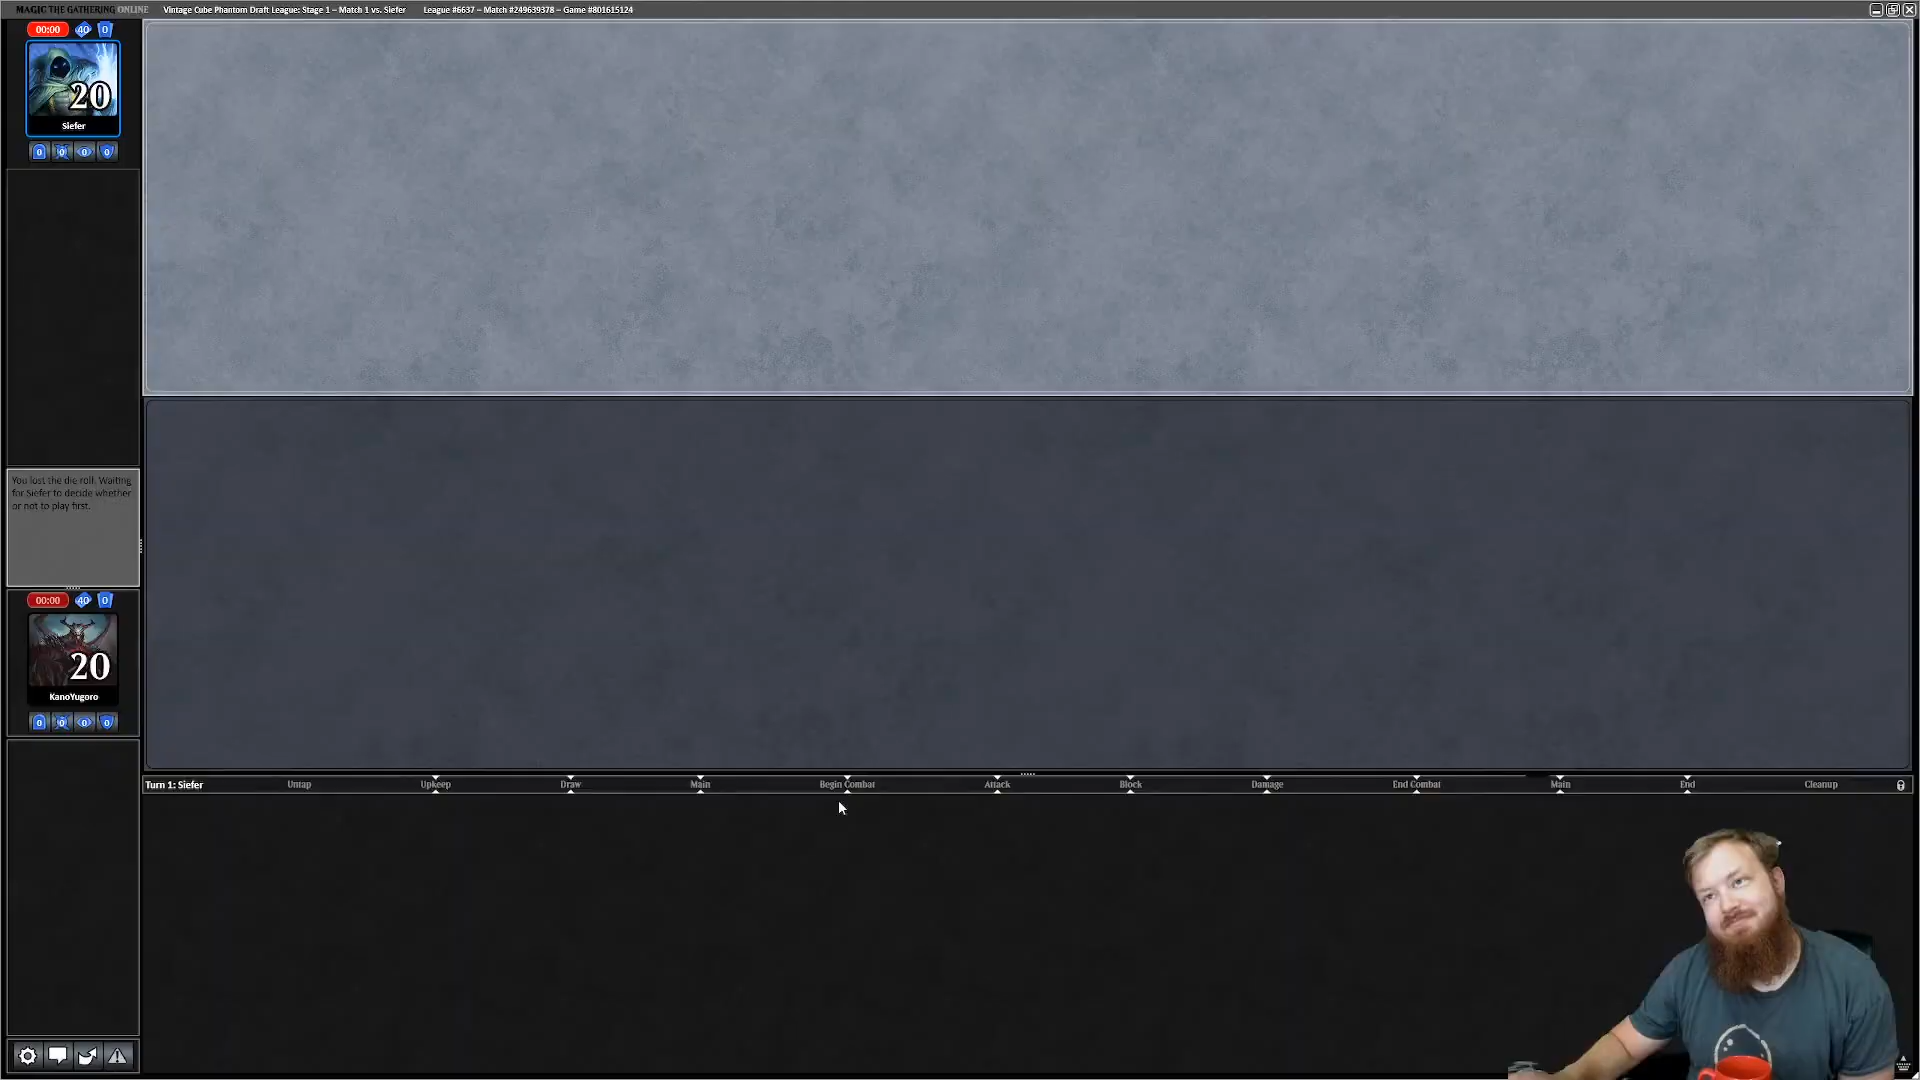 MAGIC THE GATHERING ONLINE
Vintage Cube Phantom Draft League: Stage 1 – Match 1 vs. Siefer League #6637 – Match #249639378 – Game #801615124
00:00 40 0
20
Siefer
0 0 0 0
You lost the die roll. Waiting
for Siefer to decide whether
or not to play first.
00:00 40 0
20
KanoYugoro
0 0 0 0
Turn 1: Siefer Untap Upkeep Draw Main Begin Combat Attack Block Damage End Combat Main End Cleanup